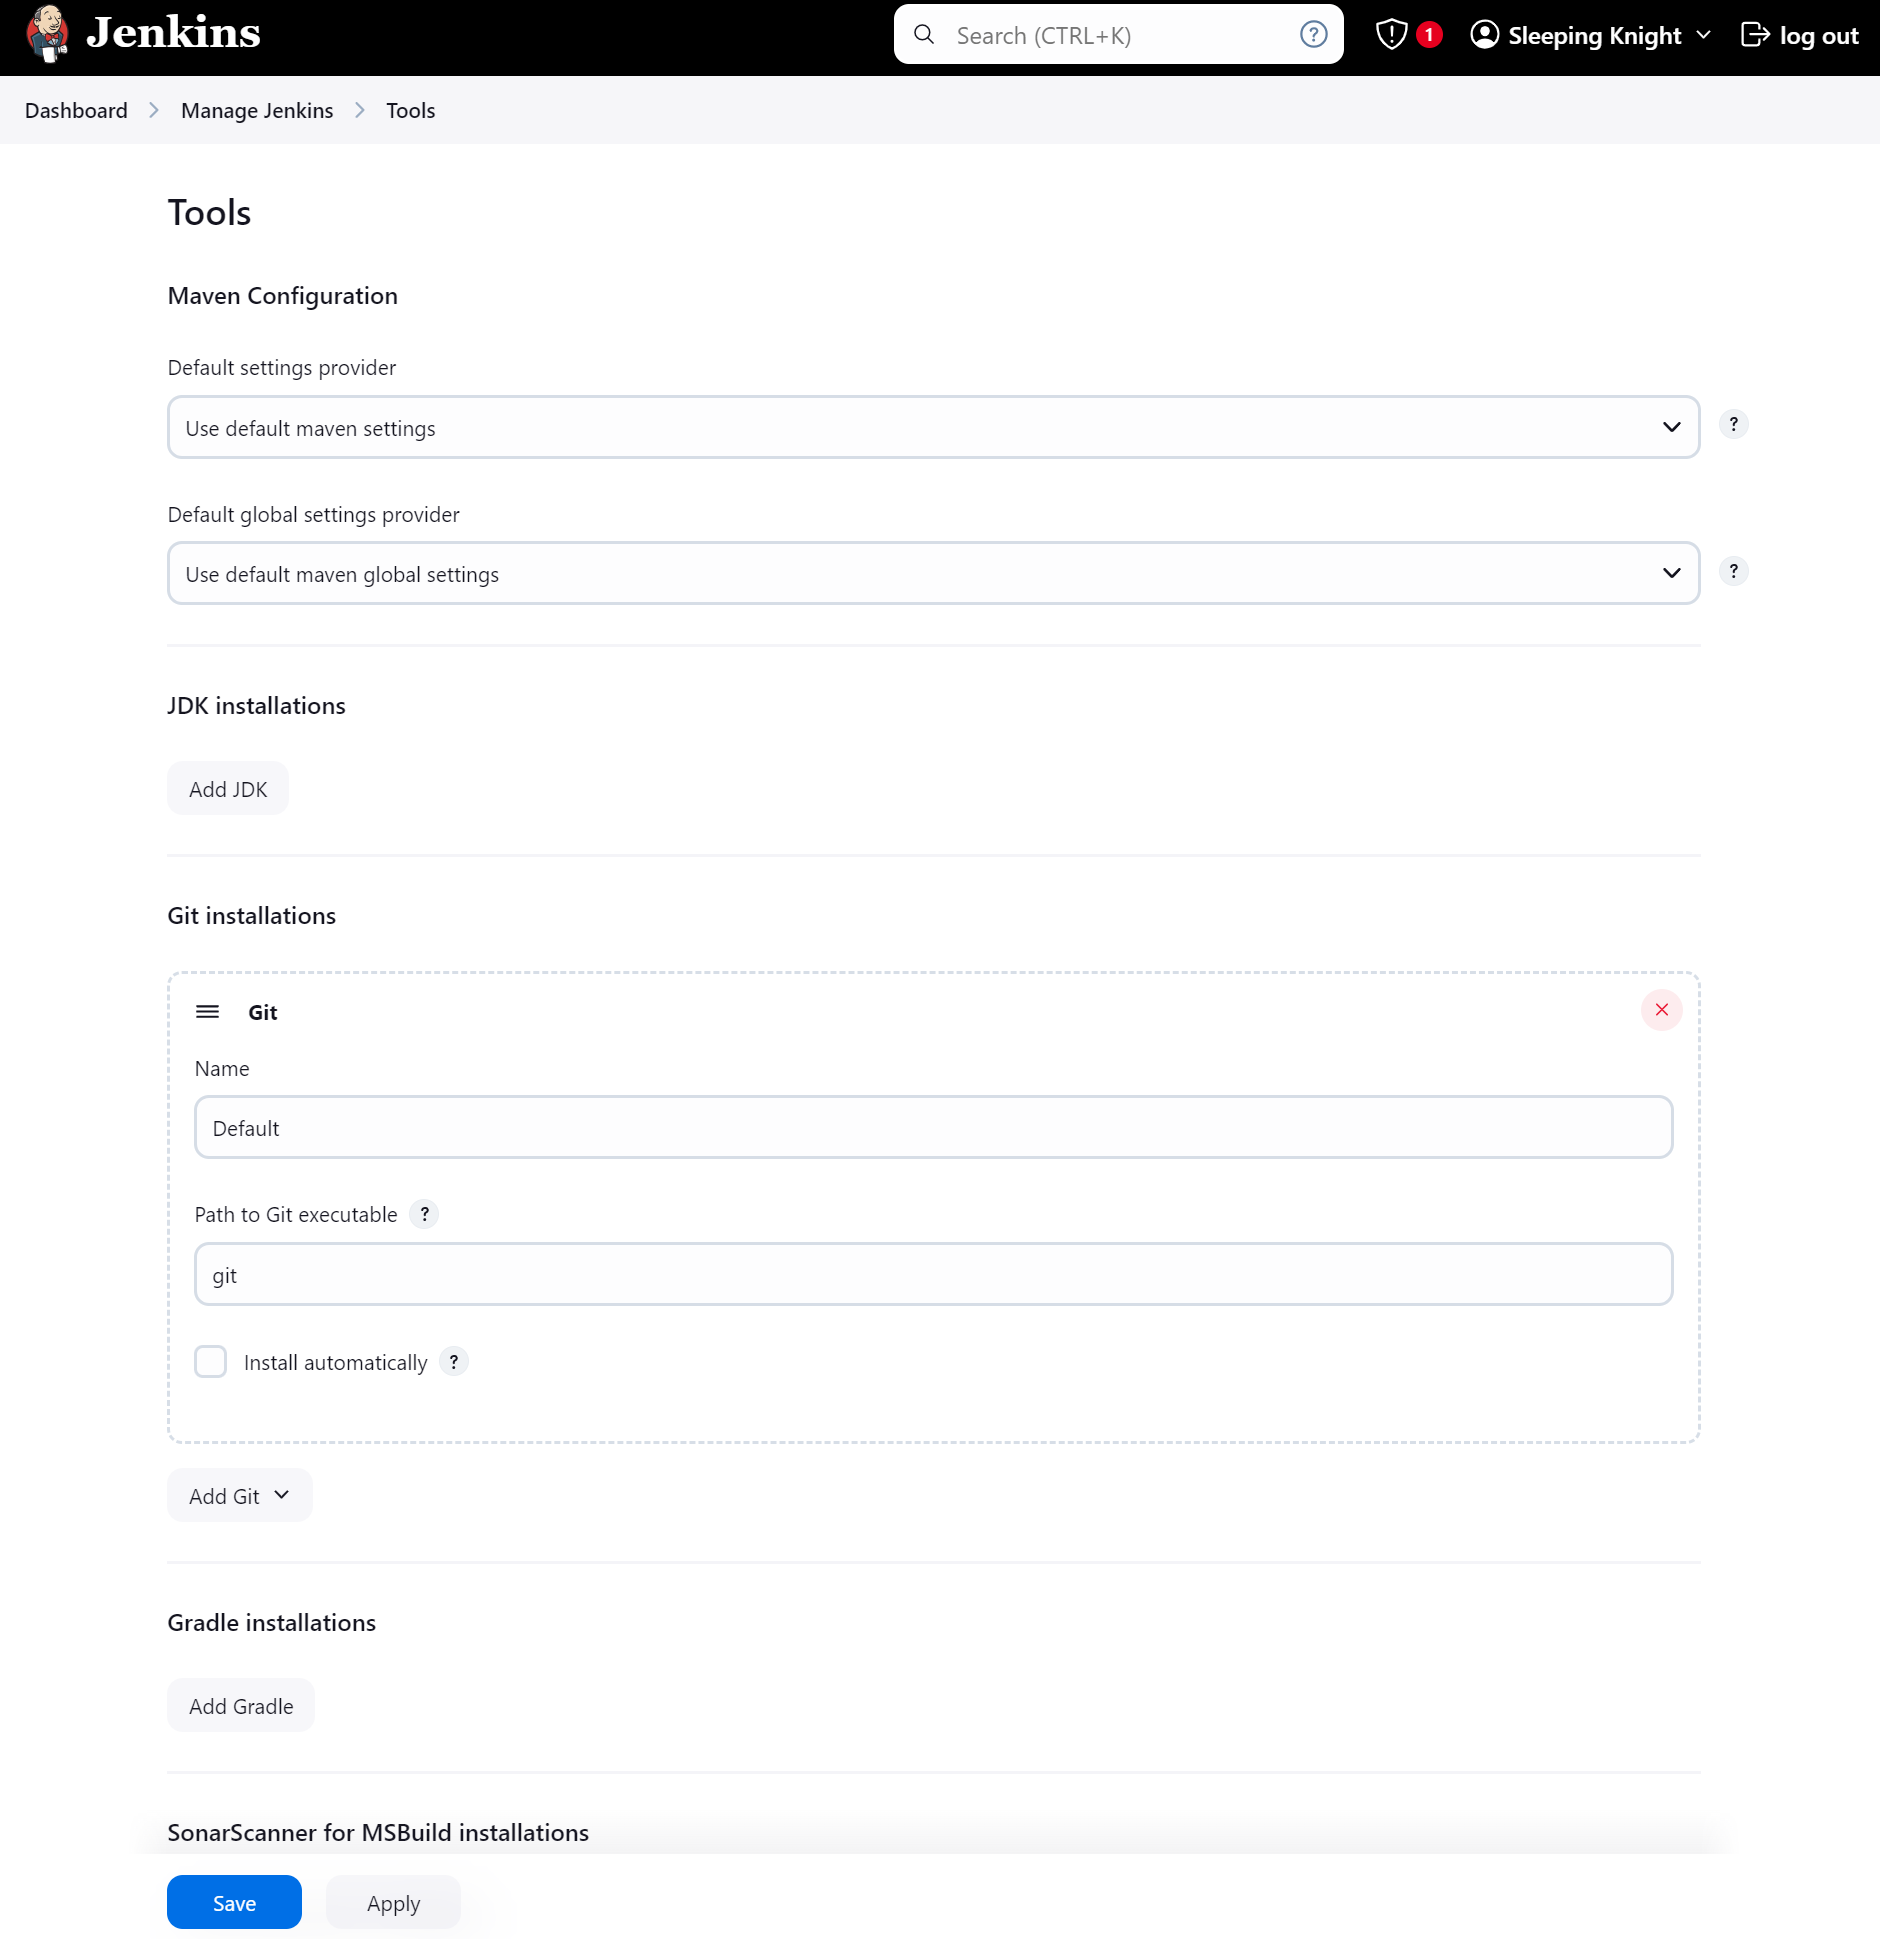 Jenkins
Search (CTRL+K)
?
1
Sleeping Knight
log out
Dashboard
Manage Jenkins
Tools
Tools
Maven Configuration
Default settings provider
Use default maven settings
?
Default global settings provider
Use default maven global settings
?
JDK installations
Add JDK
Git installations
Git
Name
Default
Path to Git executable ?
git
Install automatically ?
Add Git
Gradle installations
Add Gradle
SonarScanner for MSBuild installations
Save
Apply